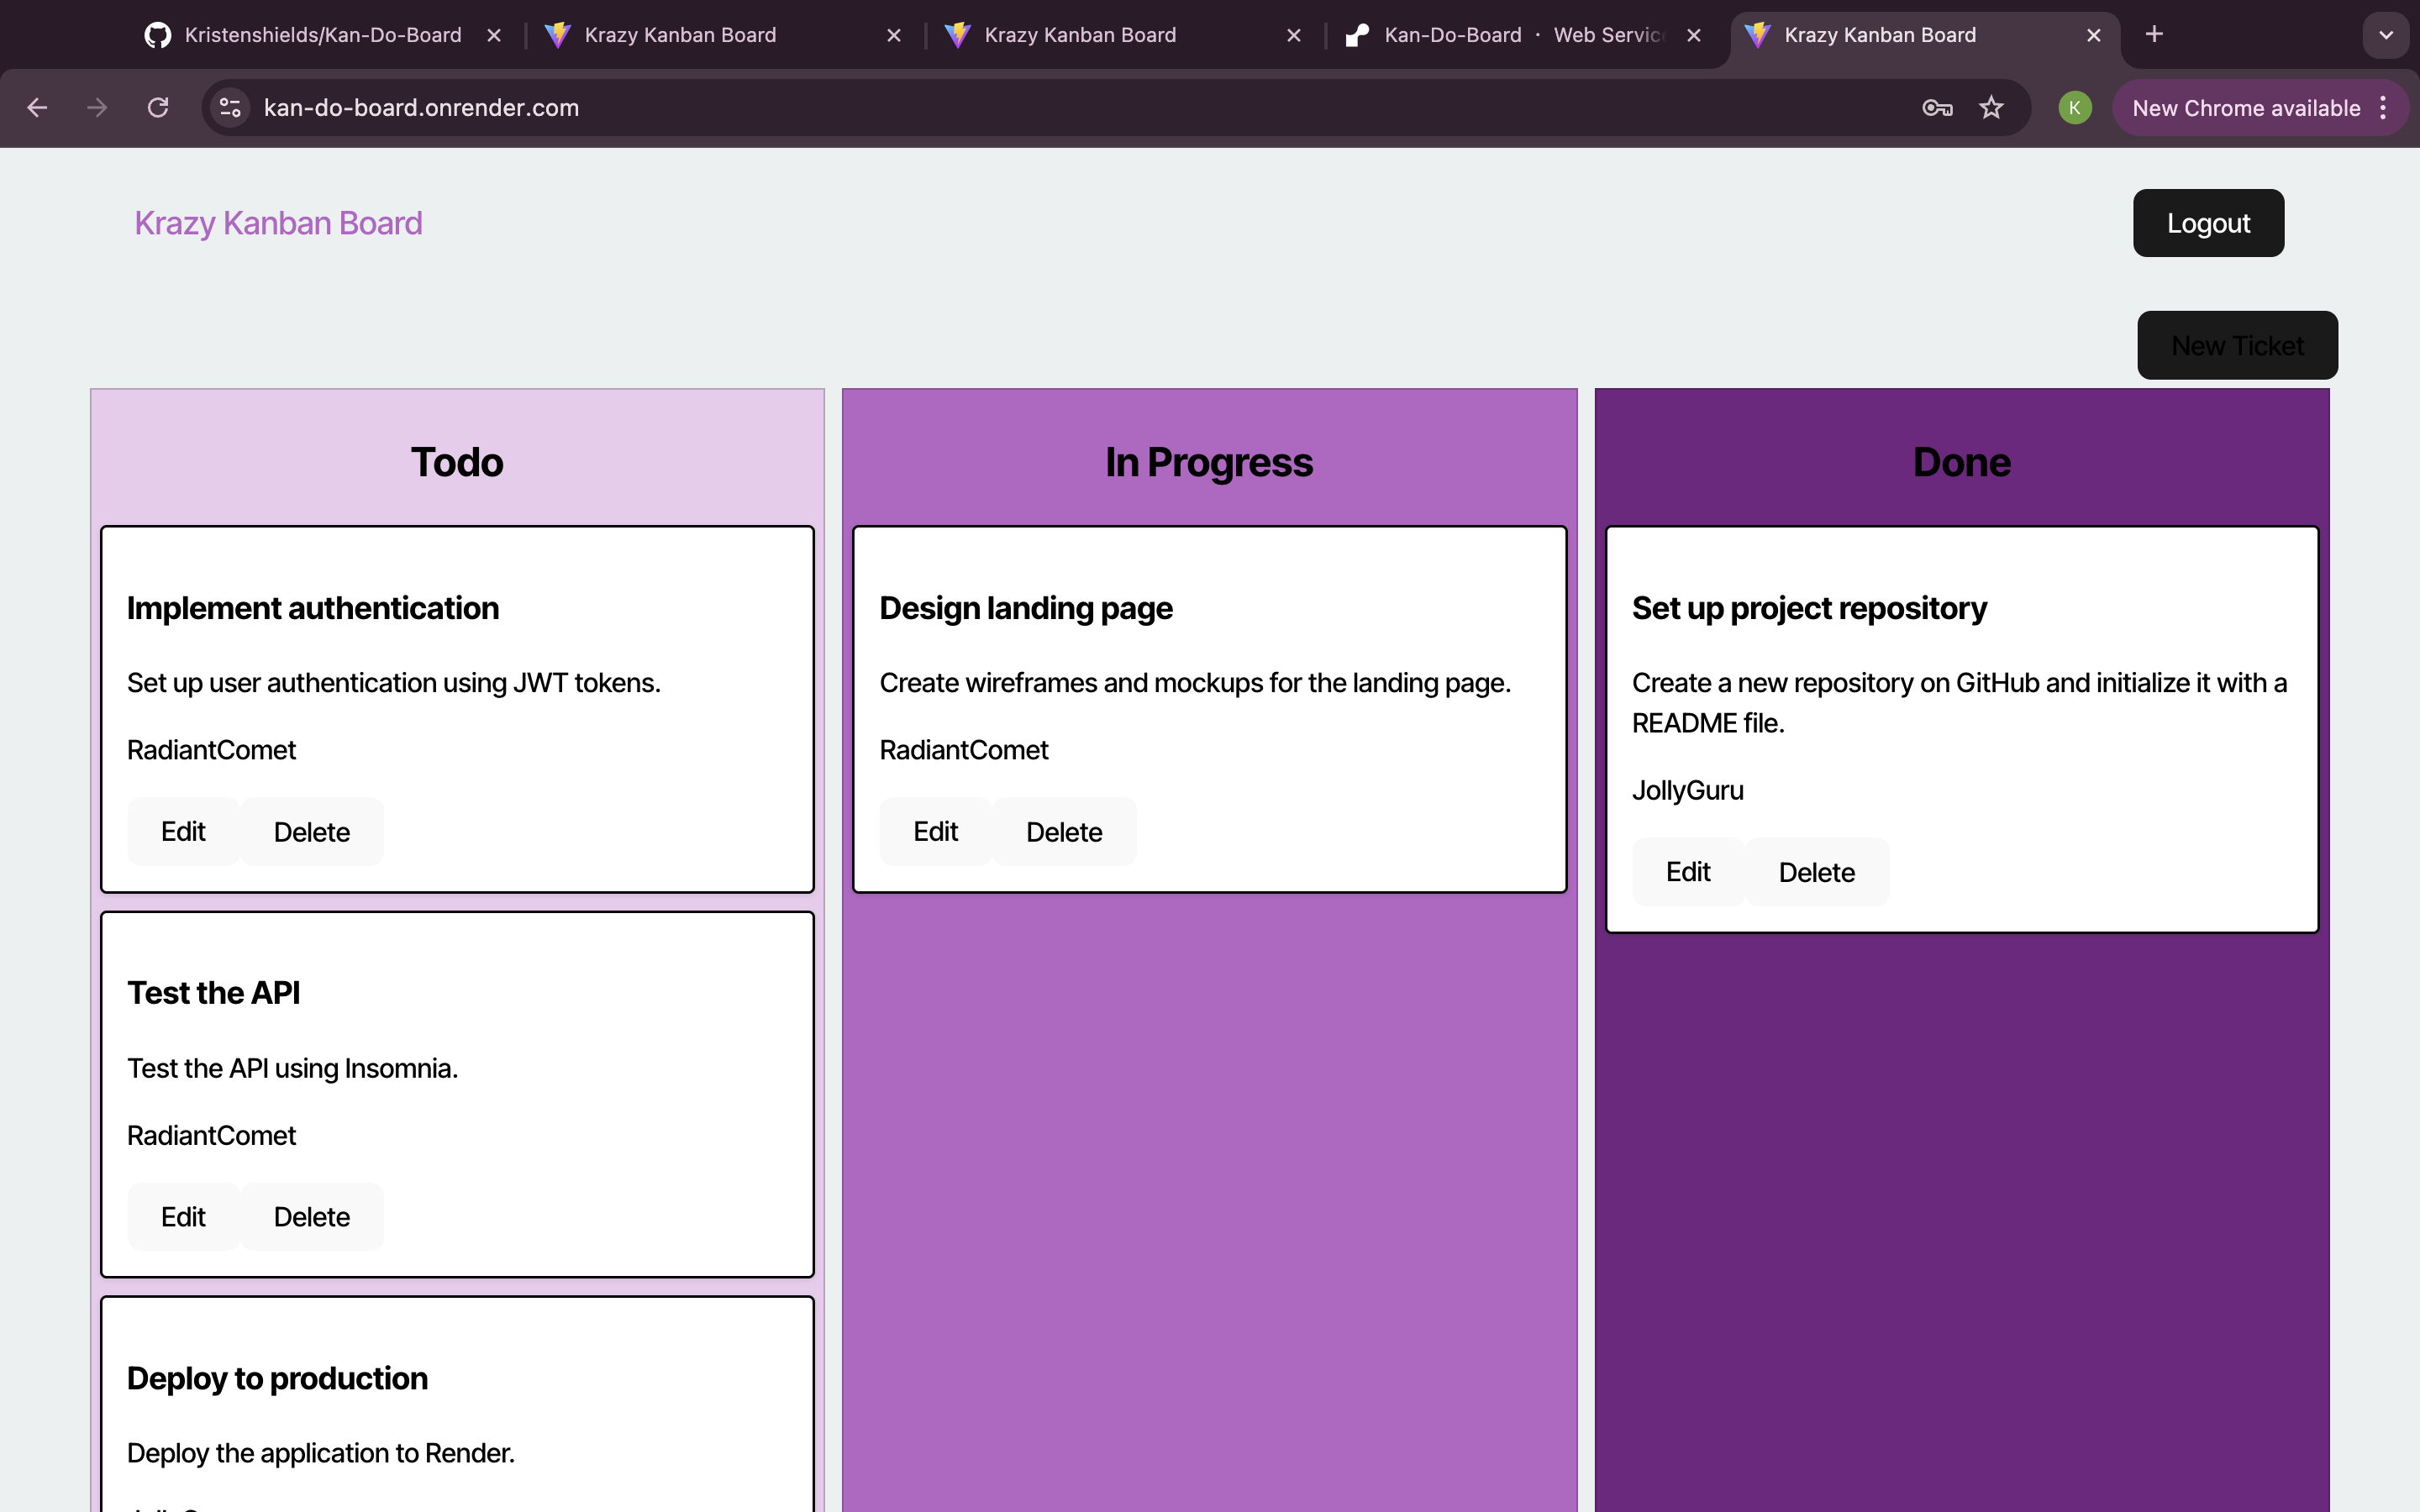 Kristenshields/Kan-Do-Board
Krazy Kanban Board
Krazy Kanban Board
Kan-Do-Board · Web Servic
Krazy Kanban Board
kan-do-board.onrender.com
K
New Chrome available
Krazy Kanban Board
Logout
New Ticket
Todo
Implement authentication
Set up user authentication using JWT tokens.
RadiantComet
Edit
Delete
Test the API
Test the API using Insomnia.
RadiantComet
Edit
Delete
Deploy to production
Deploy the application to Render.
In Progress
Design landing page
Create wireframes and mockups for the landing page.
RadiantComet
Edit
Delete
Done
Set up project repository
Create a new repository on GitHub and initialize it with a
README file.
JollyGuru
Edit
Delete